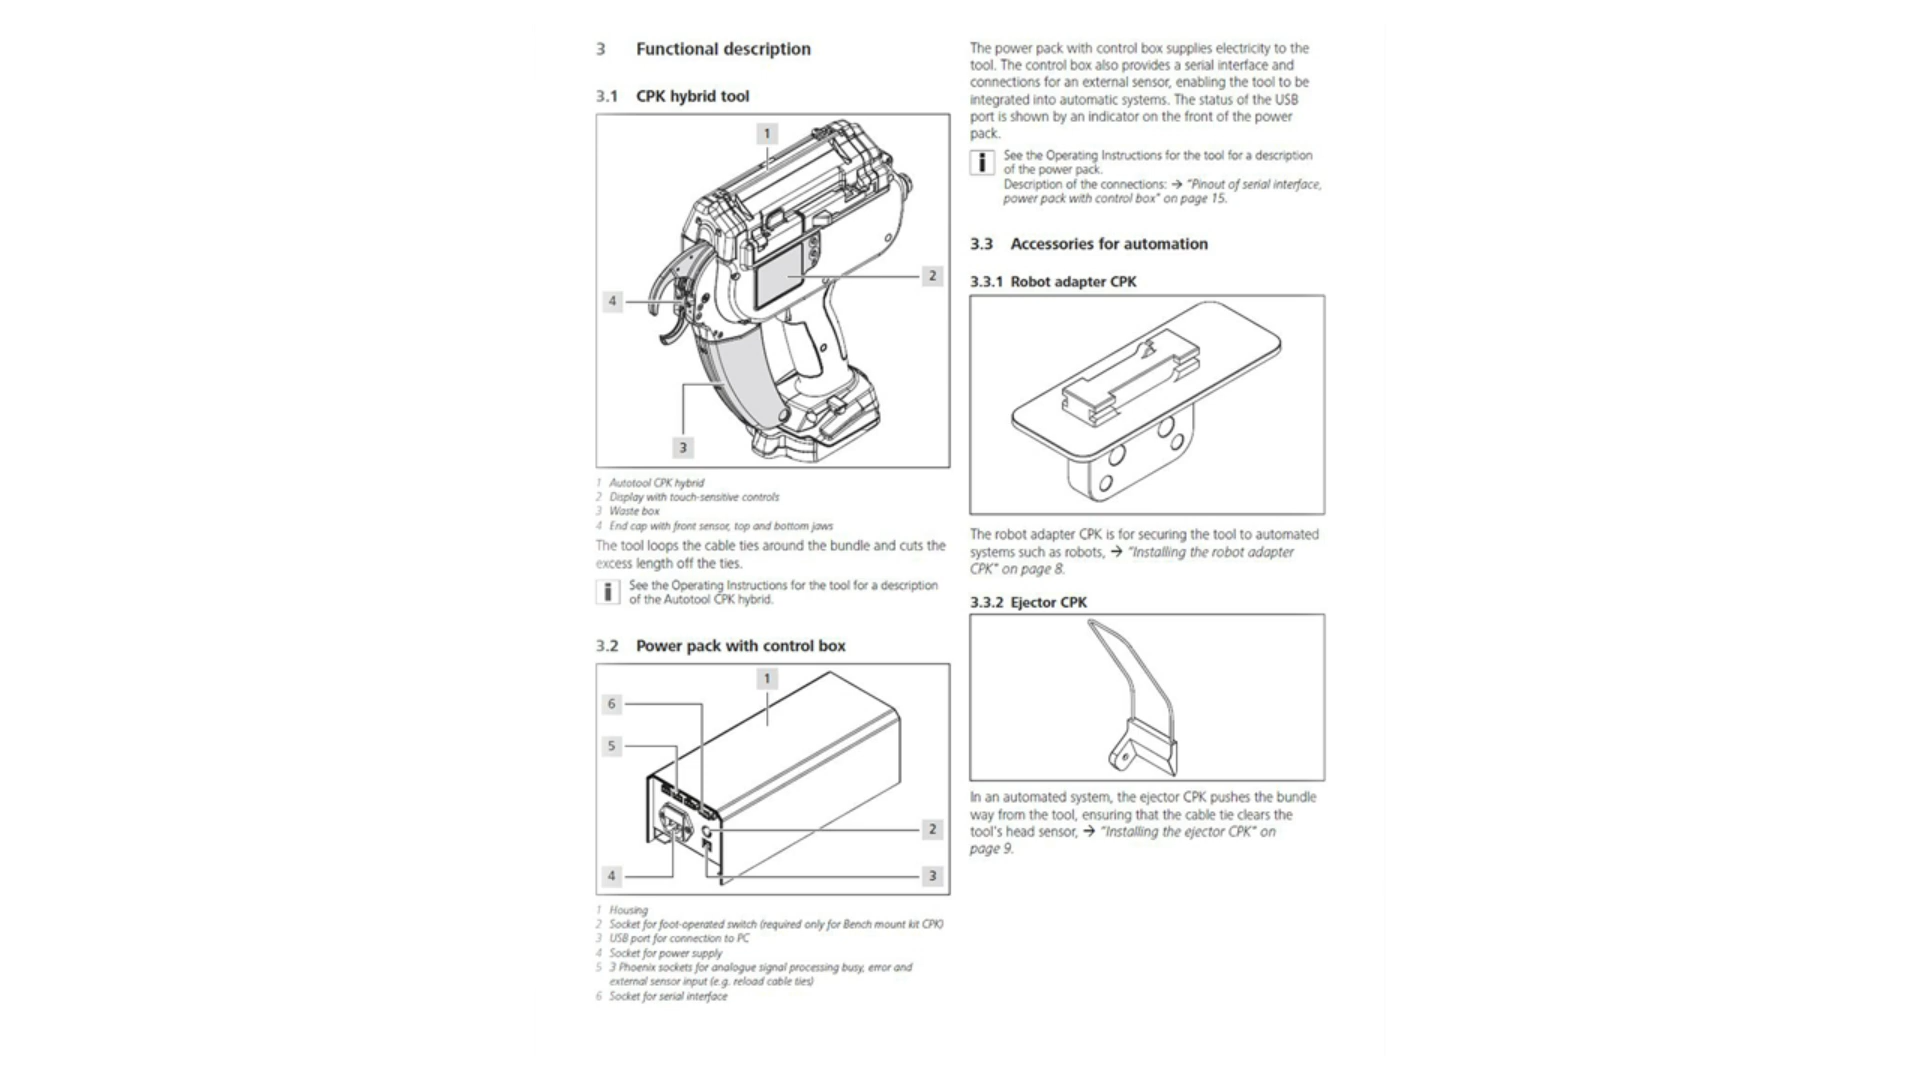 3 Functional description
3.1 CPK hybrid tool
1
2
4
3
1 Autotool CPK hybrid
2 Display with touch-sensitive controls
3 Waste box
4 End cap with front sensor, top and bottom jaws
The tool loops the cable ties around the bundle and cuts the
excess length off the ties.
i See the Operating Instructions for the tool for a description
of the Autotool CPK hybrid.
3.2 Power pack with control box
1
6
5
2
4
3
1 Housing
2 Socket for foot-operated switch (required only for Bench mount kit CPK)
3 USB port for connection to PC
4 Socket for power supply
5 3 Phoenix sockets for analogue signal processing busy, error and
external sensor input (e.g. reload cable ties)
6 Socket for serial interface
The power pack with control box supplies electricity to the
tool. The control box also provides a serial interface and
connections for an external sensor, enabling the tool to be
integrated into automatic systems. The status of the USB
port is shown by an indicator on the front of the power
pack.
i See the Operating Instructions for the tool for a description
of the power pack.
Description of the connections: → "Pinout of serial interface,
power pack with control box" on page 15.
3.3 Accessories for automation
3.3.1 Robot adapter CPK
The robot adapter CPK is for securing the tool to automated
systems such as robots, → "Installing the robot adapter
CPK" on page 8.
3.3.2 Ejector CPK
In an automated system, the ejector CPK pushes the bundle
way from the tool, ensuring that the cable tie clears the
tool's head sensor, → "Installing the ejector CPK" on
page 9.